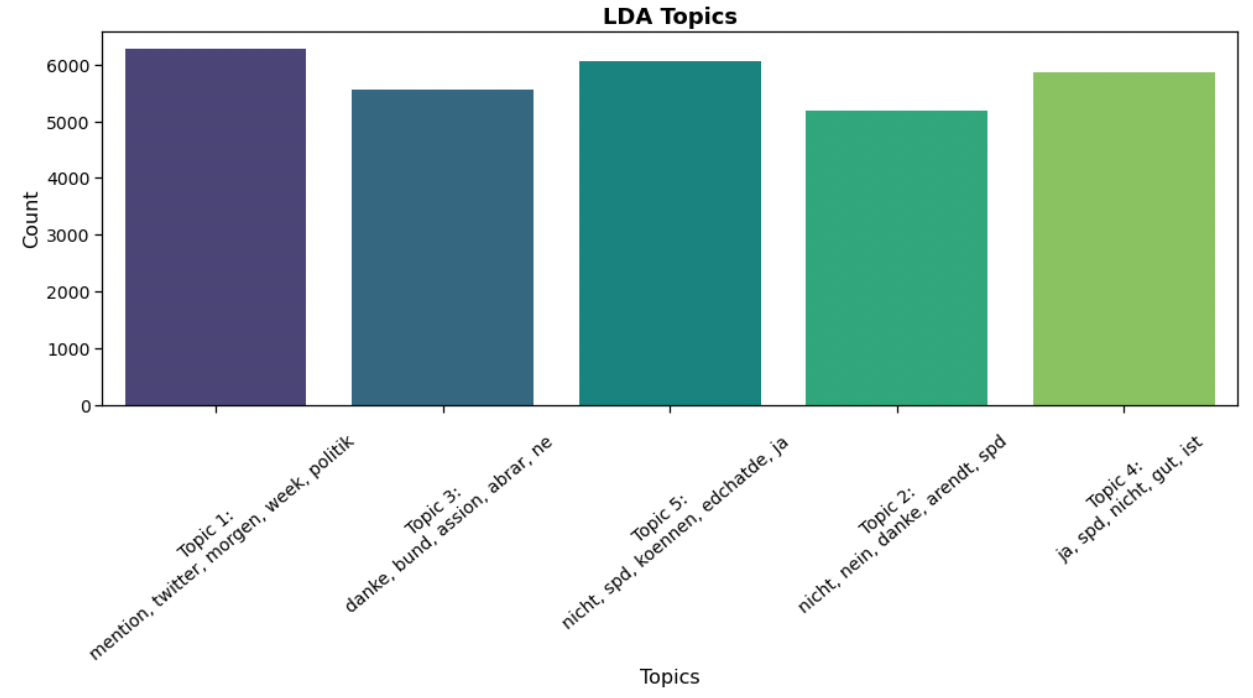 LDA Topics
6000
5000
4000
3000
2000
1000
0
Count
Topic 1:
mention, twitter, morgen, week, politik
Topic 3:
danke, bund, assion, abrar, ne
Topic 5:
nicht, spd, koennen, edchatde, ja
Topic 2:
nicht, nein, danke, arendt, spd
Topic 4:
ja, spd, nicht, gut, ist
Topics